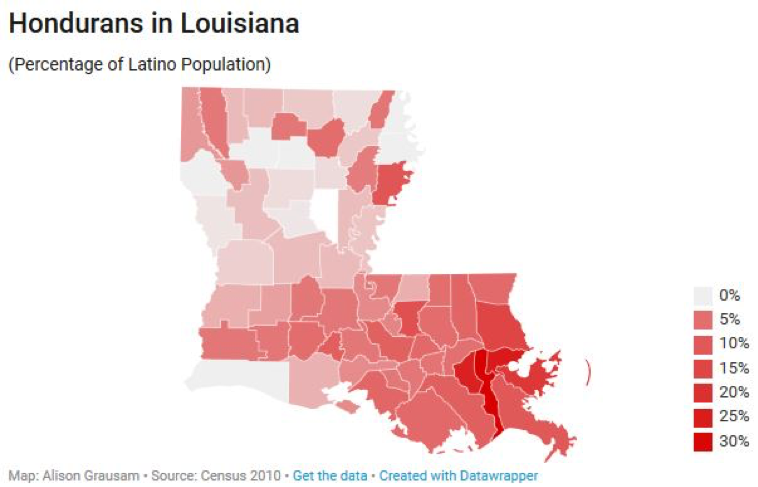 Hondurans in Louisiana
(Percentage of Latino Population)
0%
5%
10%
15%
20%
25%
30%
Map: Alison Grausam • Source: Census 2010 • Get the data • Created with Datawrapper